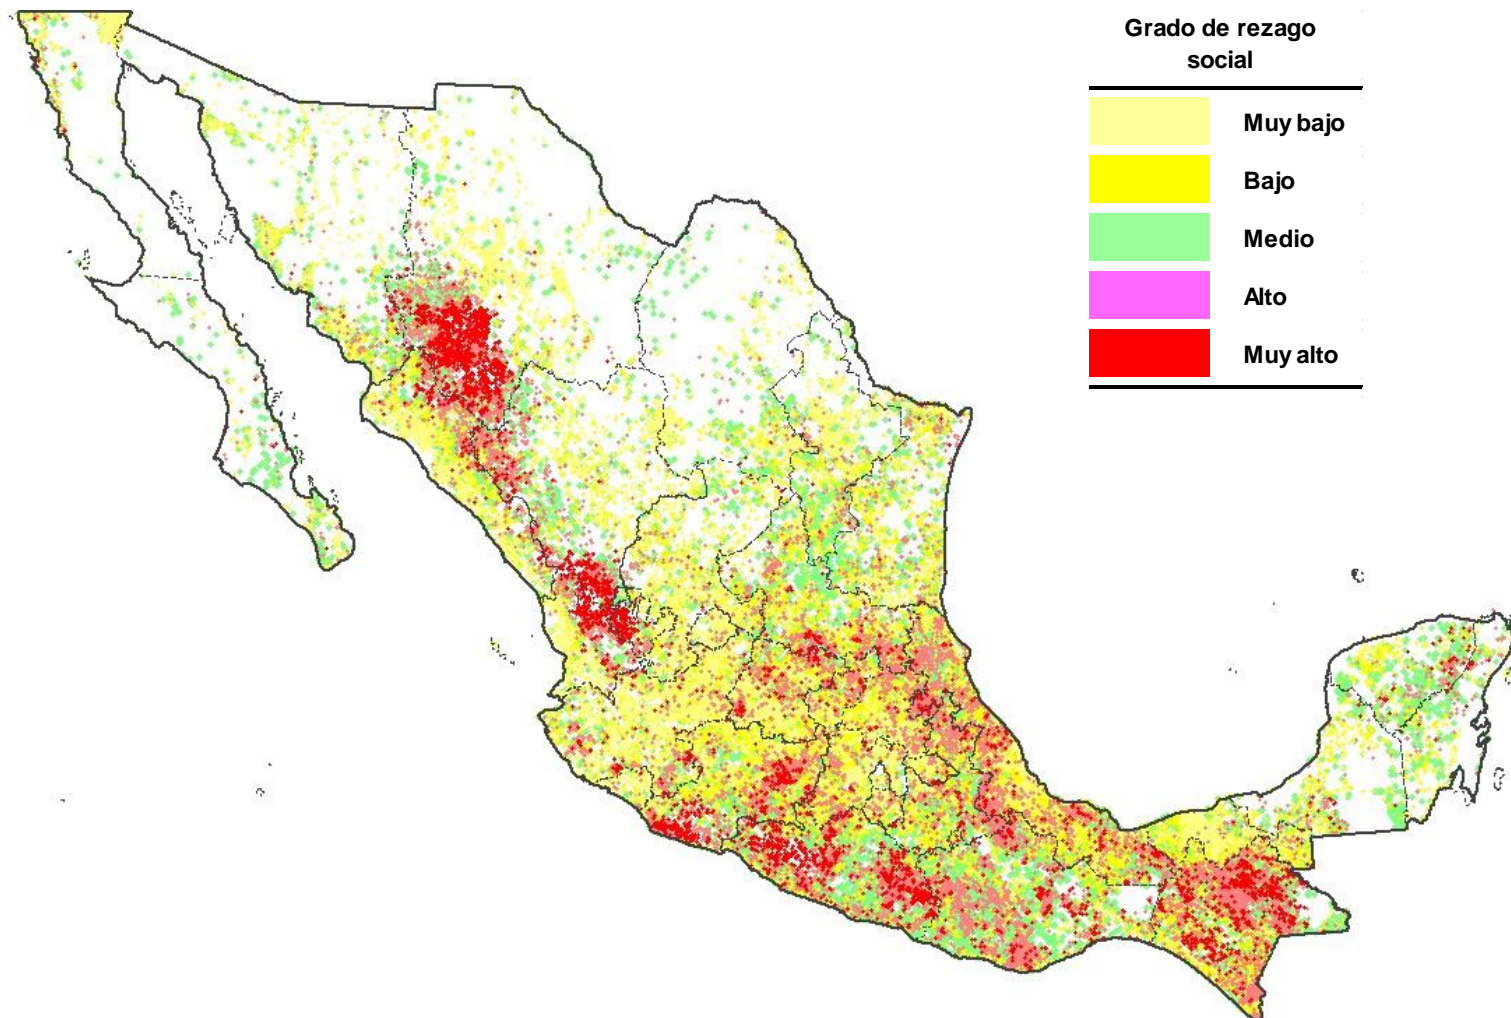 Grado de rezago
social
Muy bajo
Bajo
Medio
Alto
Muy alto